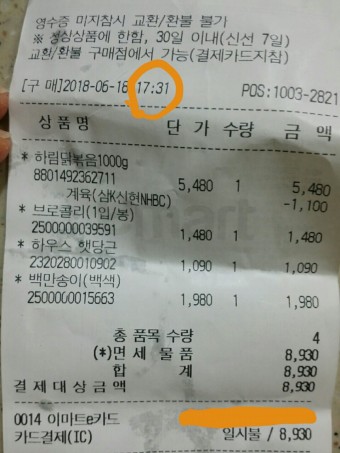 영수증 미지참시 교환/환불 불가
※ 정상상품에 한함, 30일 이내(신선 7일)
교환/환불 구매점에서 가능(결제카드지참)
[구 매]2018-06-16 17:31 POS:1003-2821
상 품 명 단 가 수량 금 액
* 하림닭볶음1000g
8801492362711 5,480 1 5,480
계육(삼K신현NHBC) -1,100
* 브로콜리(1입/봉)
2500000039591 1,480 1 1,480
* 하우스 햇당근
2320280010902 1,090 1 1,090
* 백만송이(백색)
2500000015663 1,980 1 1,980
총 품목 수량 4
(*)면 세 물 품 8,930
합 계 8,930
결 제 대 상 금 액 8,930
0014 이마트e카드
카드결제(IC) 일시불 / 8,930